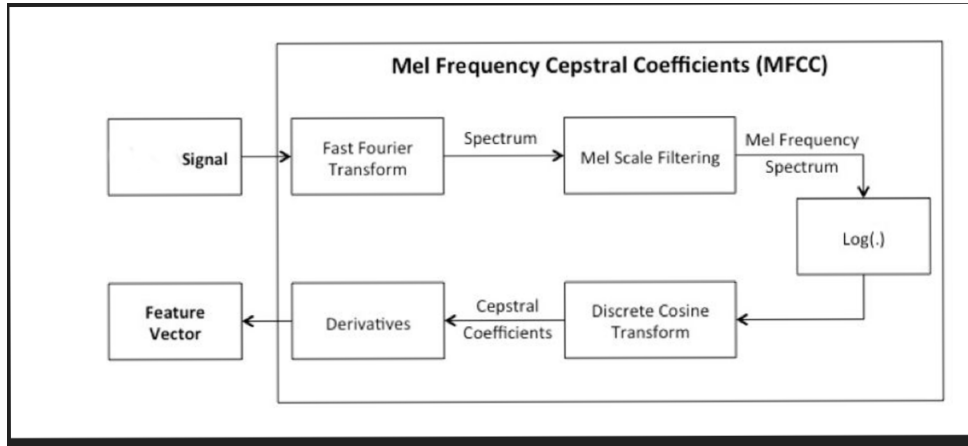 Mel Frequency Cepstral Coefficients (MFCC)
Signal
Fast Fourier
Transform
Spectrum
Mel Scale Filtering
Mel Frequency
Spectrum
Log(.)
Discrete Cosine
Transform
Cepstral
Coefficients
Derivatives
Feature
Vector